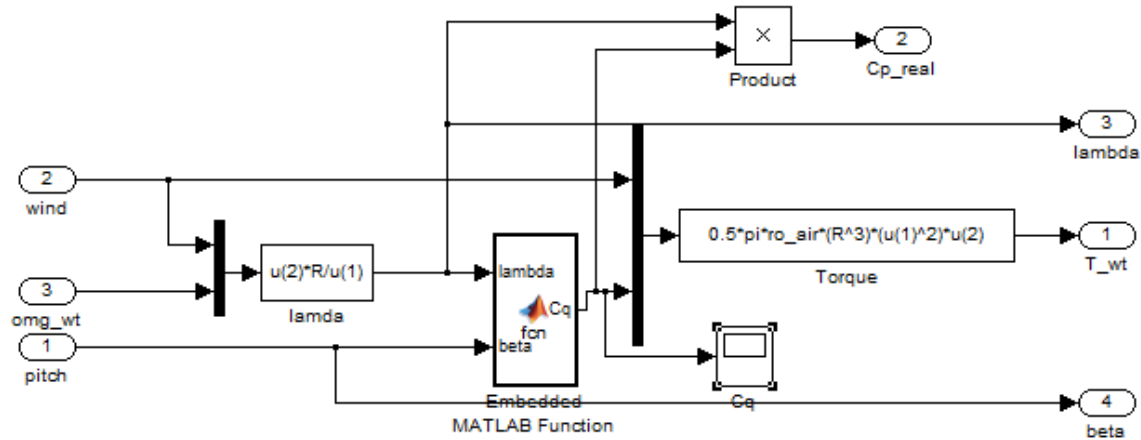 ×
Product
2
Cp_real
3
lambda
2
wind
u(2)*R/u(1)
lamda
lambda
Cq
fcn
beta
Embedded
MATLAB Function
0.5*pi*ro_air*(R^3)*(u(1)^2)*u(2)
Torque
1
T_wt
3
omg_wt
1
pitch
Cq
4
beta